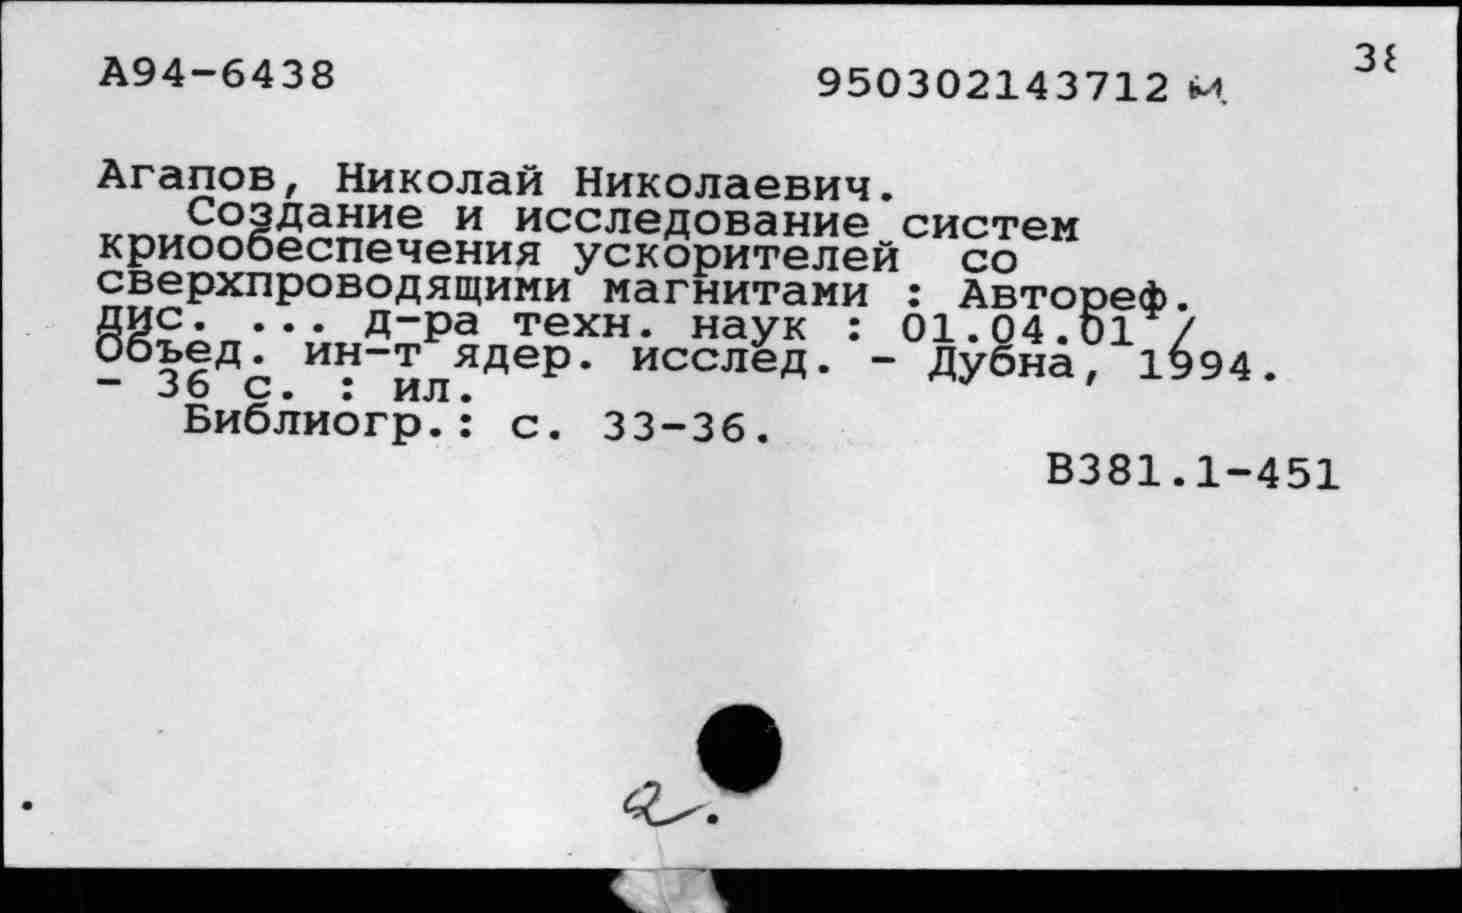 А94-6438
950302143712 м.
Агапов, Николай Николаевич.
Создание и исследование систем
криообеспечения ускорителей со
сверхпроводящими магнитами : Автореф.
дис. ... д-ра техн. наук : 01.04.01 /
Объед. ин-т ядер. исслед. - Дубна, 1994.
- 36 с. : ил.
Библиогр.: с. 33-36.
В381.1-451